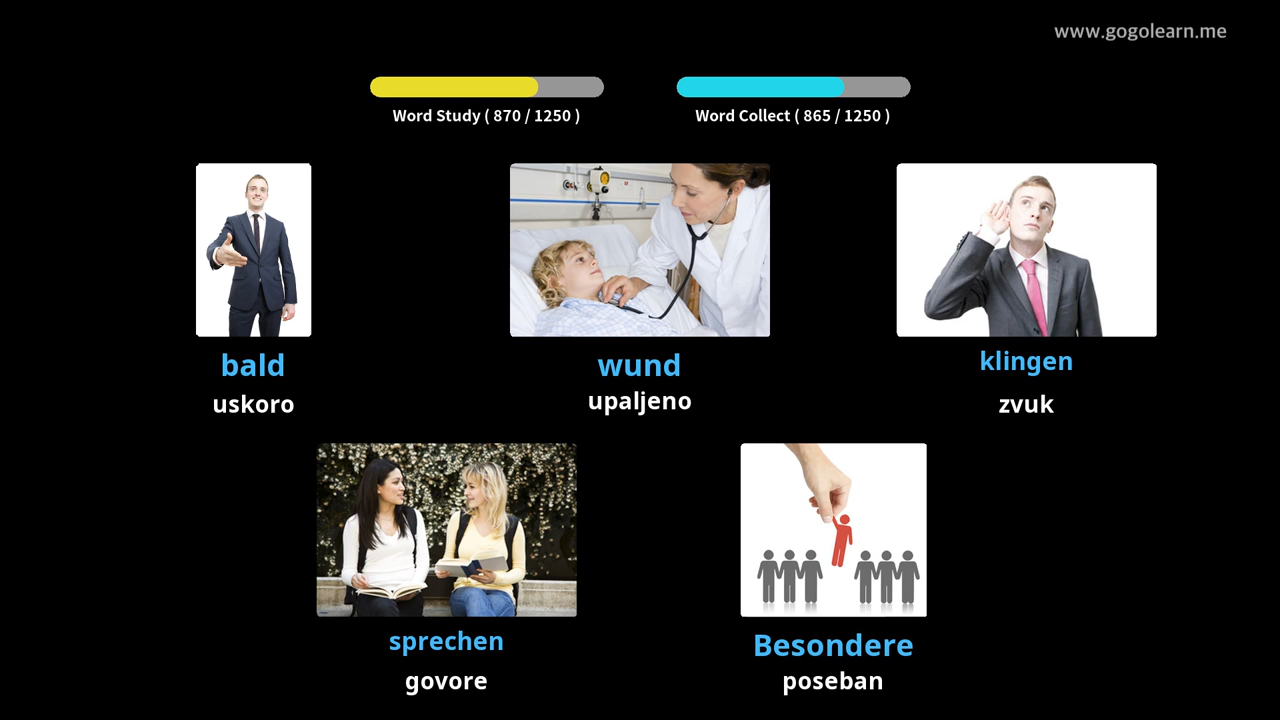 www.gogolearn.me
Word Study ( 870 / 1250 )
Word Collect ( 865 / 1250 )
bald
uskoro
wund
upaljeno
klingen
zvuk
sprechen
govore
Besondere
poseban